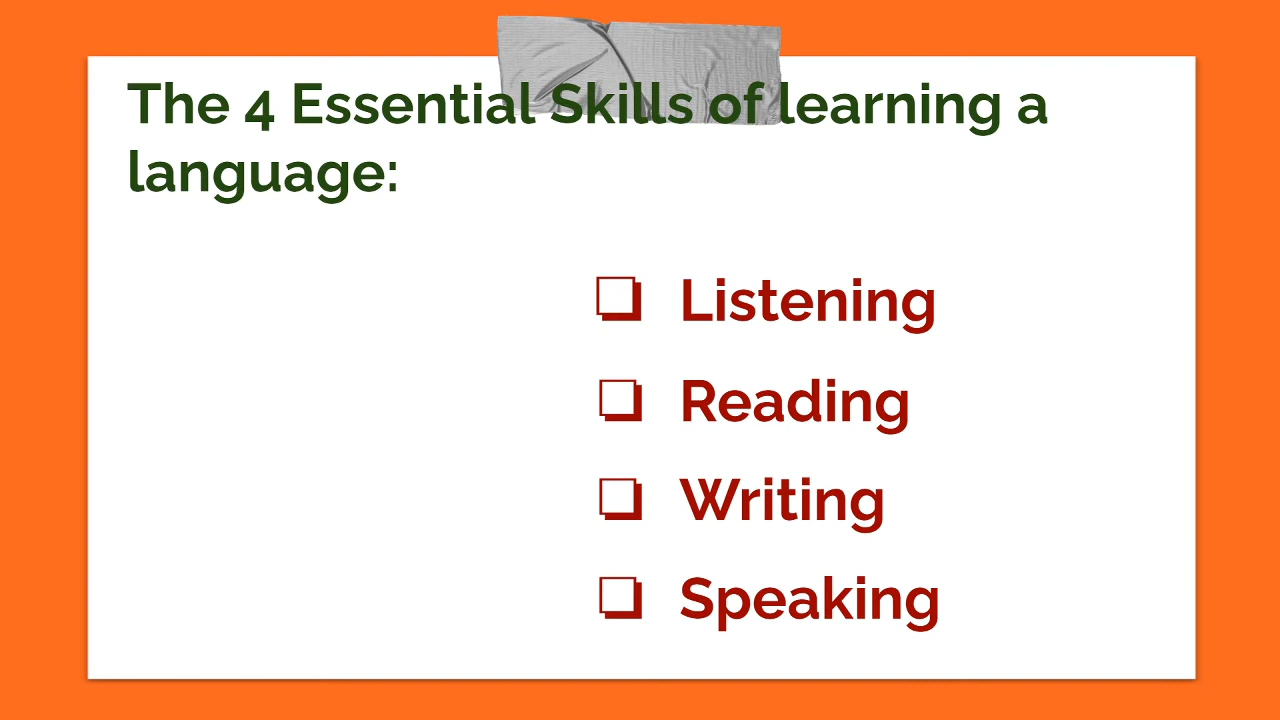 The 4 Essential Skills of learning a
language:
❏ Listening
❏ Reading
❏ Writing
❏ Speaking